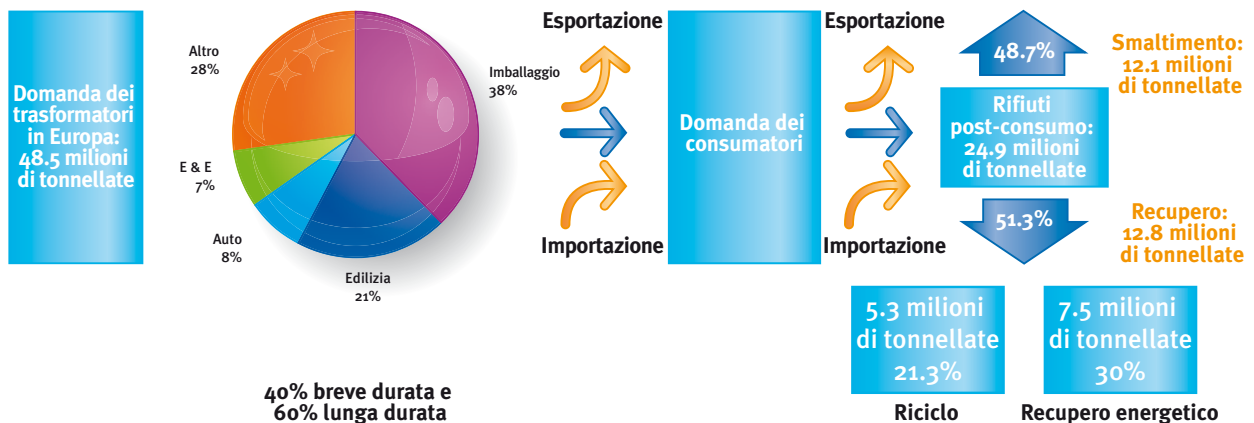 Domanda dei
trasformatori
in Europa:
48.5 milioni
di tonnellate
Altro
28%
Imballaggio
38%
E & E
7%
Auto
8%
Edilizia
21%
40% breve durata e
60% lunga durata
Esportazione
Importazione
Domanda dei
consumatori
Esportazione
Importazione
48.7%
Smaltimento:
12.1 milioni
di tonnellate
Rifiuti
post-consumo:
24.9 milioni
di tonnellate
51.3%
Recupero:
12.8 milioni
di tonnellate
5.3 milioni
di tonnellate
21.3%
Riciclo
7.5 milioni
di tonnellate
30%
Recupero energetico